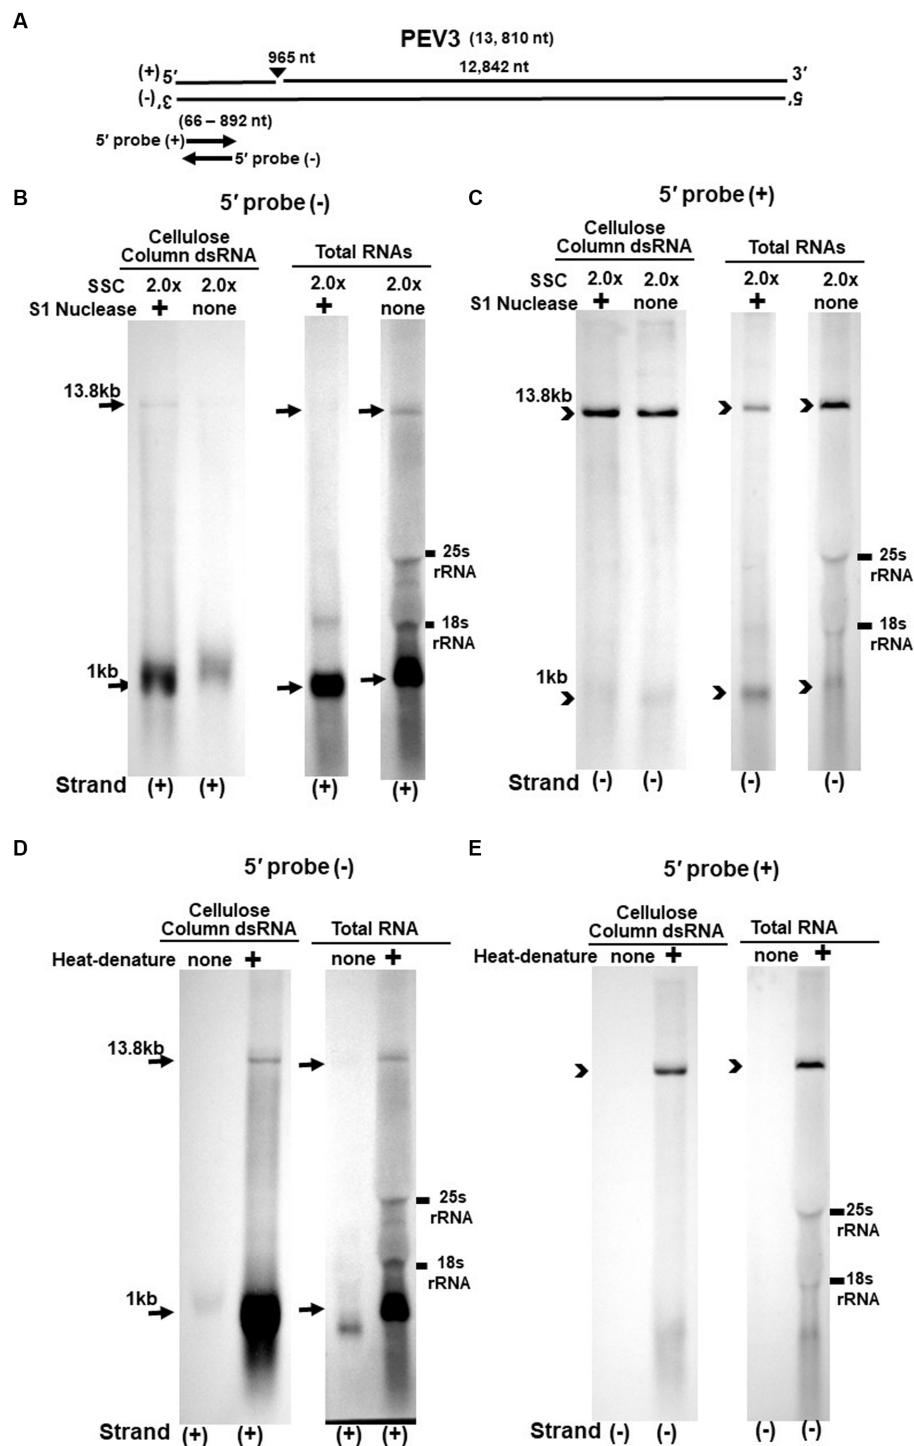 A
PEV3 (13, 810 nt)
965 nt
12,842 nt
(+) 5′ 3′
(-) 3′ 5′
(66 – 892 nt)
5′ probe (+)
5′ probe (-)
B
5′ probe (-)
Cellulose
Column dsRNA
Total RNAs
SSC 2.0x 2.0x 2.0x 2.0x
S1 Nuclease + none + none
13.8kb
25s
rRNA
18s
rRNA
1kb
Strand (+) (+) (+) (+)
C
5′ probe (+)
Cellulose
Column dsRNA
Total RNAs
SSC 2.0x 2.0x 2.0x 2.0x
S1 Nuclease + none + none
13.8kb
25s
rRNA
18s
rRNA
1kb
Strand (-) (-) (-) (-)
D
5′ probe (-)
Cellulose
Column dsRNA
Total RNA
Heat-denature none + none +
13.8kb
25s
rRNA
18s
rRNA
1kb
Strand (+) (+) (+) (+)
E
5′ probe (+)
Cellulose
Column dsRNA
Total RNA
Heat-denature none + none +
25s
rRNA
18s
rRNA
Strand (-) (-) (-) (-)